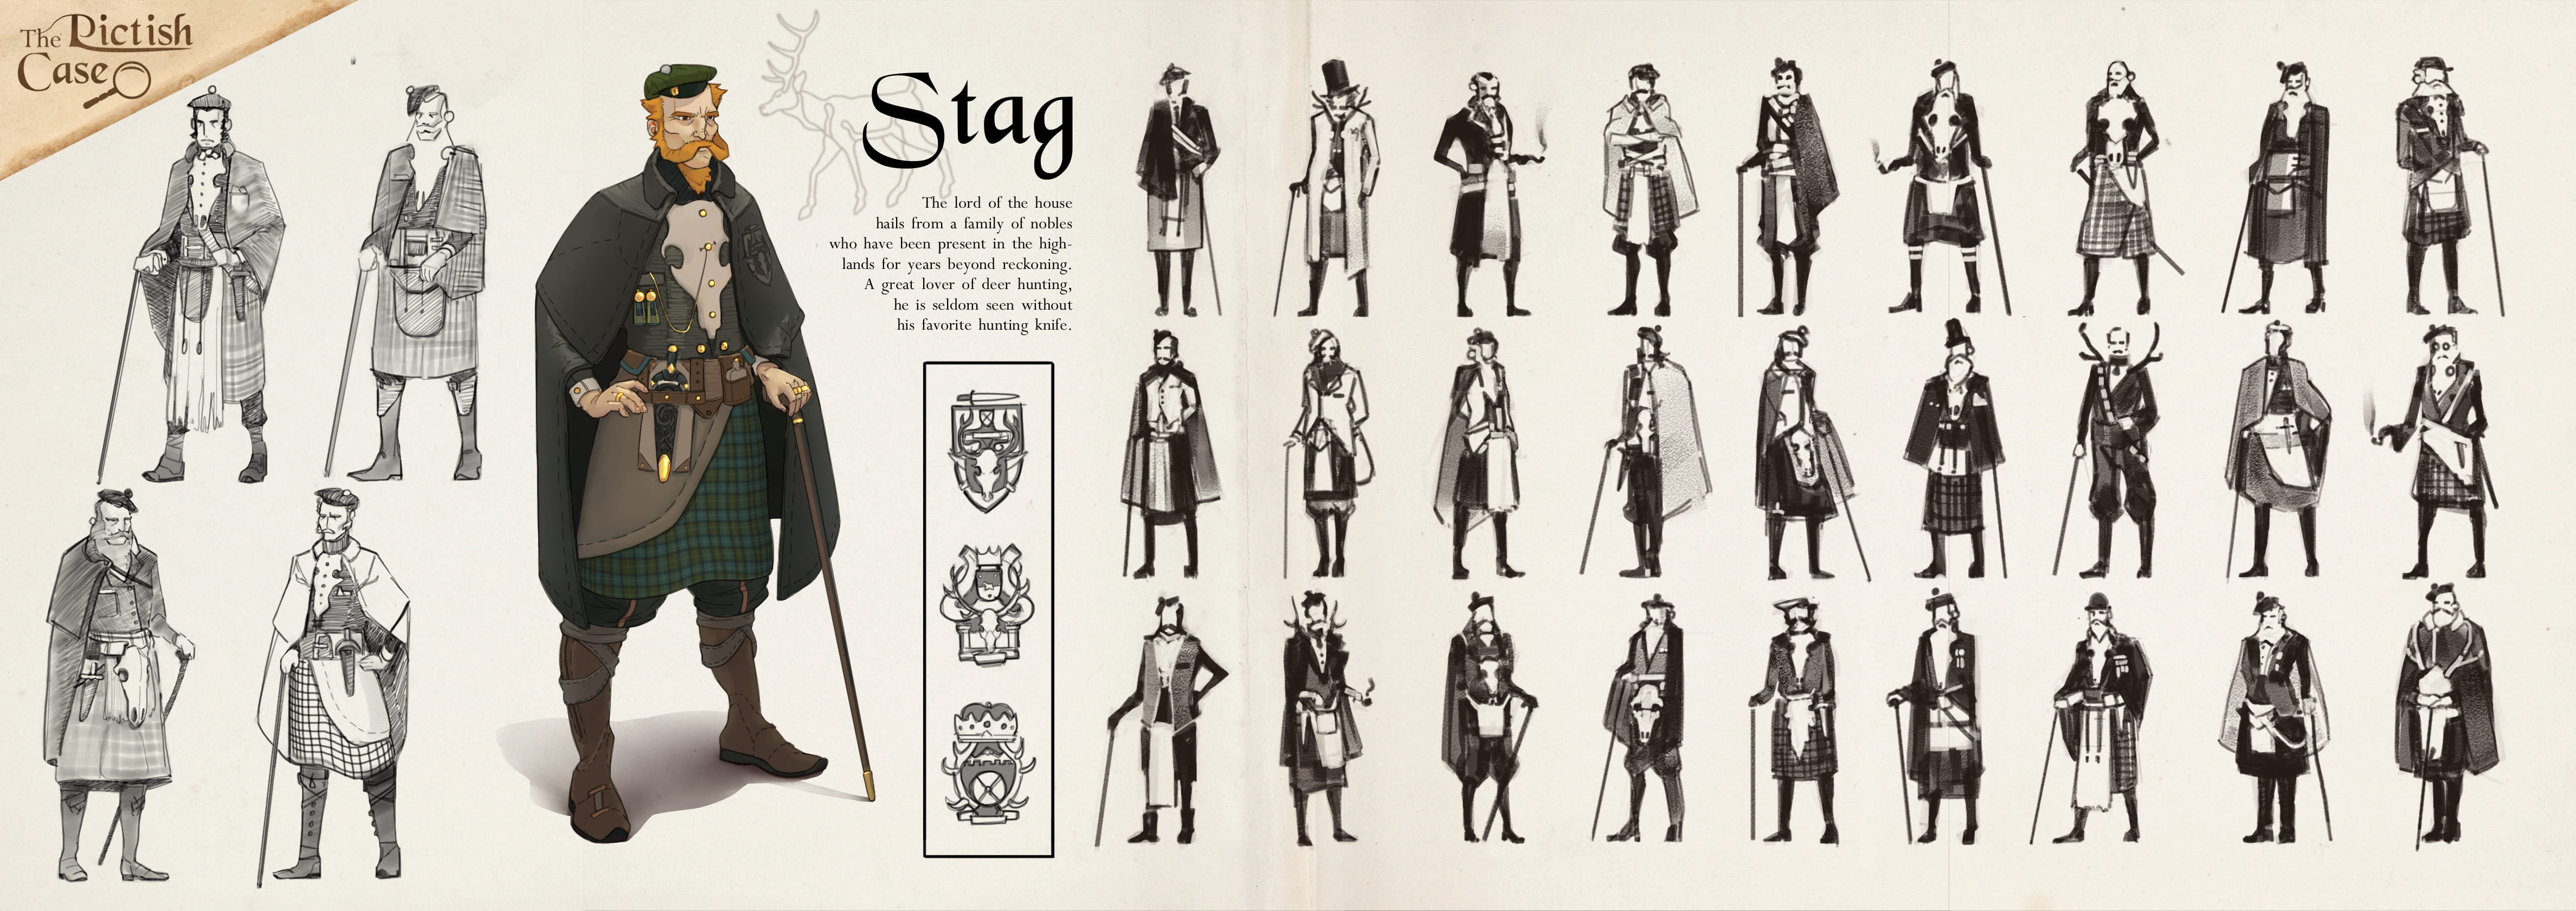 The Pictish
Case
Stag
The lord of the house
hails from a family of nobles
who have been present in the high-
lands for years beyond reckoning.
A great lover of deer hunting,
he is seldom seen without
his favorite hunting knife.